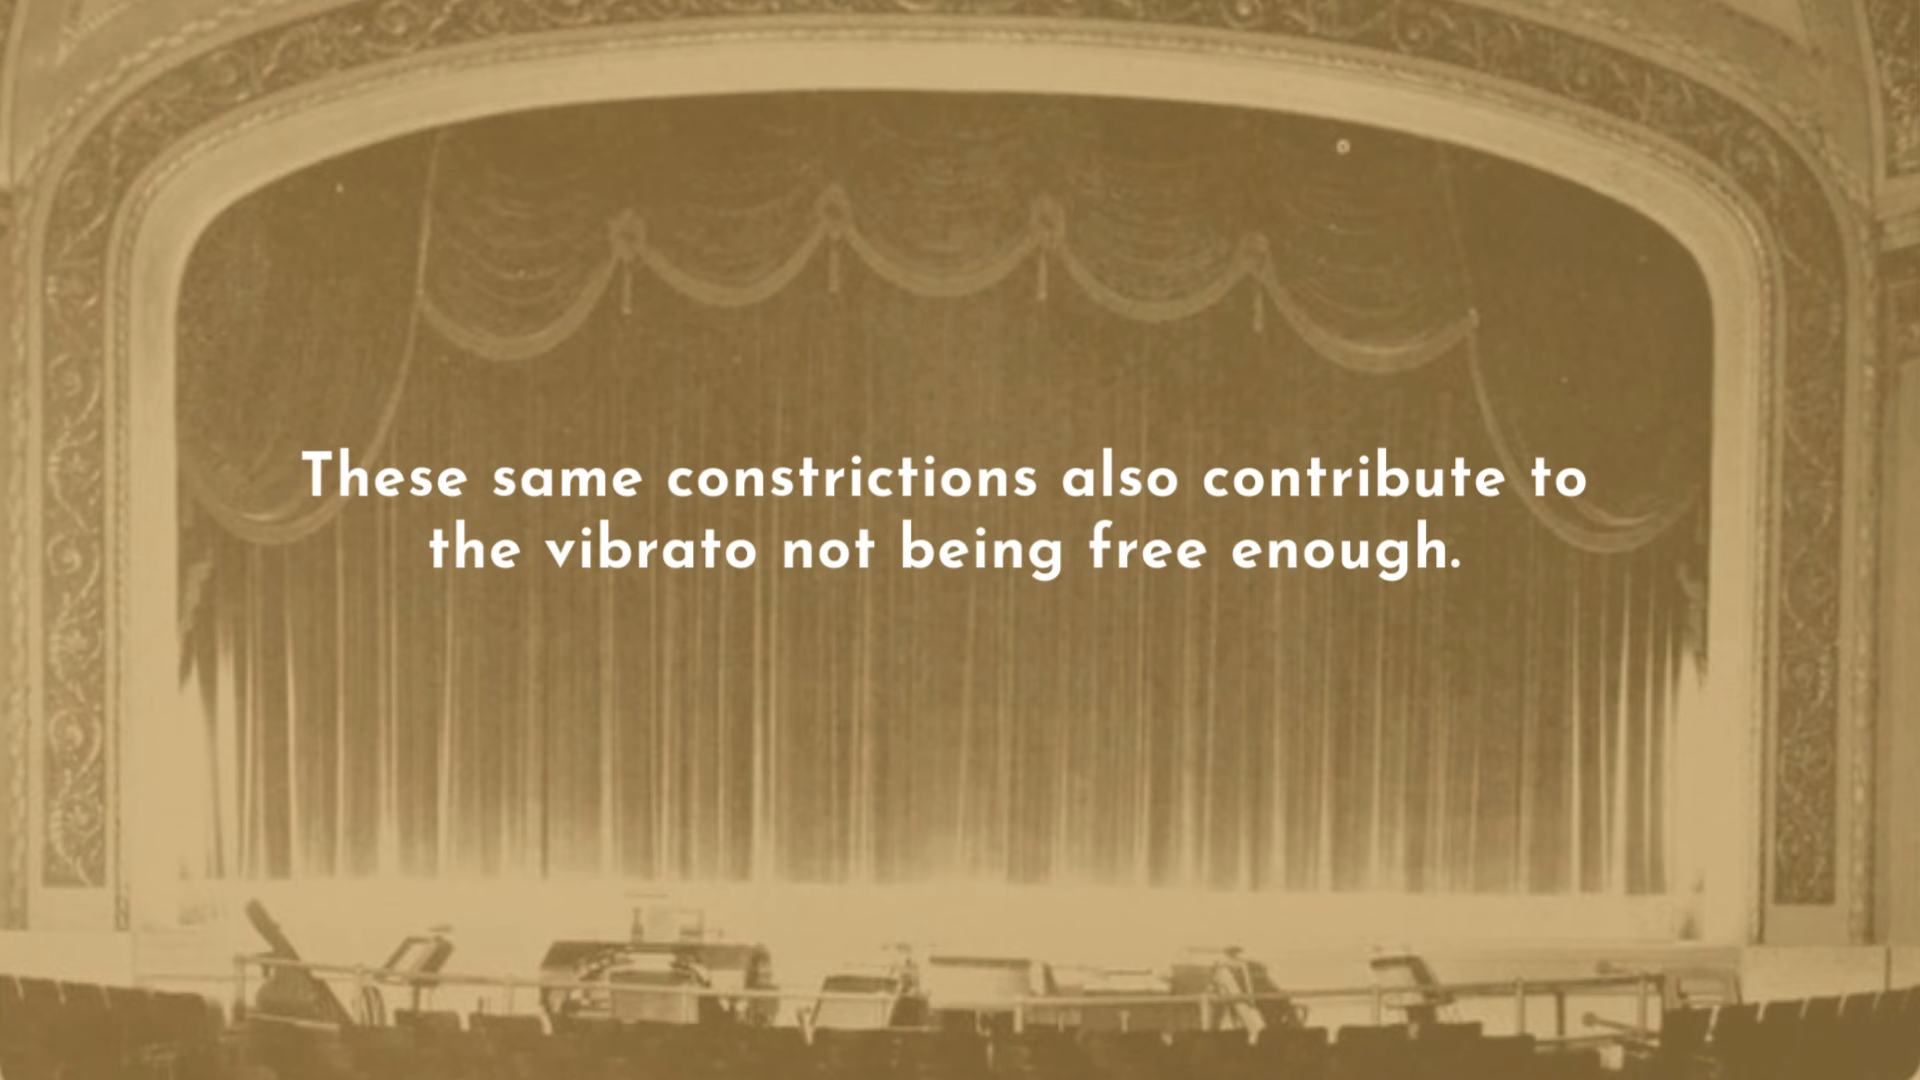 These same constrictions also contribute to
the vibrato not being free enough.